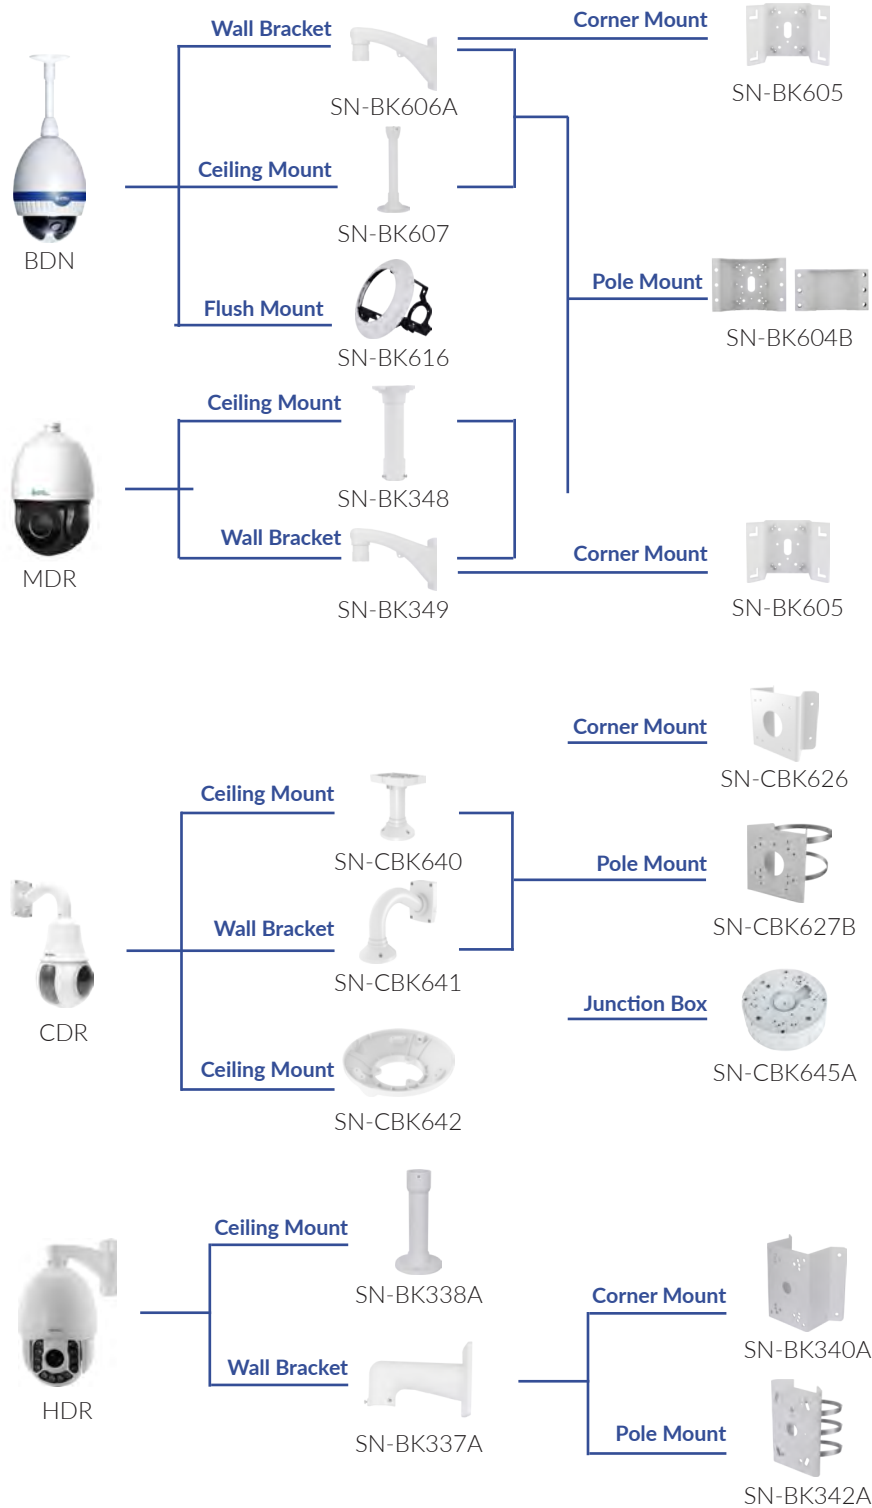 Wall Bracket
Corner Mount
SN-BK606A
SN-BK605
Ceiling Mount
SN-BK607
BDN
Flush Mount
Pole Mount
SN-BK616
SN-BK604B
Ceiling Mount
SN-BK348
Wall Bracket
Corner Mount
MDR
SN-BK349
SN-BK605
Corner Mount
SN-CBK626
Ceiling Mount
SN-CBK640
Pole Mount
SN-CBK627B
Wall Bracket
SN-CBK641
Junction Box
CDR
SN-CBK645A
Ceiling Mount
SN-CBK642
Ceiling Mount
SN-BK338A
Corner Mount
SN-BK340A
Wall Bracket
HDR
SN-BK337A
Pole Mount
SN-BK342A